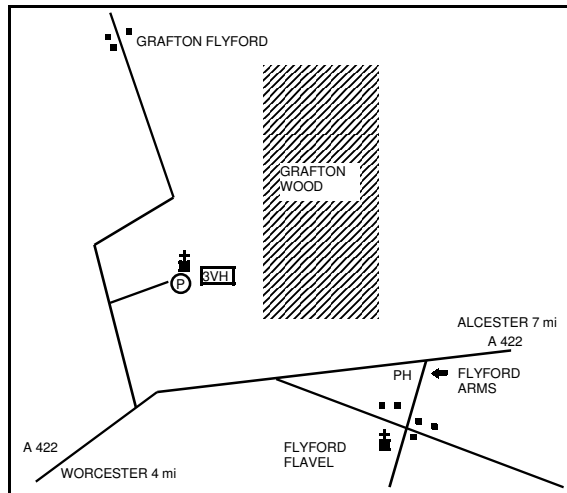 GRAFTON FLYFORD
GRAFTON
WOOD
3VH
P
ALCESTER 7 mi
A 422
PH
FLYFORD
ARMS
FLYFORD
FLAVEL
A 422
WORCESTER 4 mi